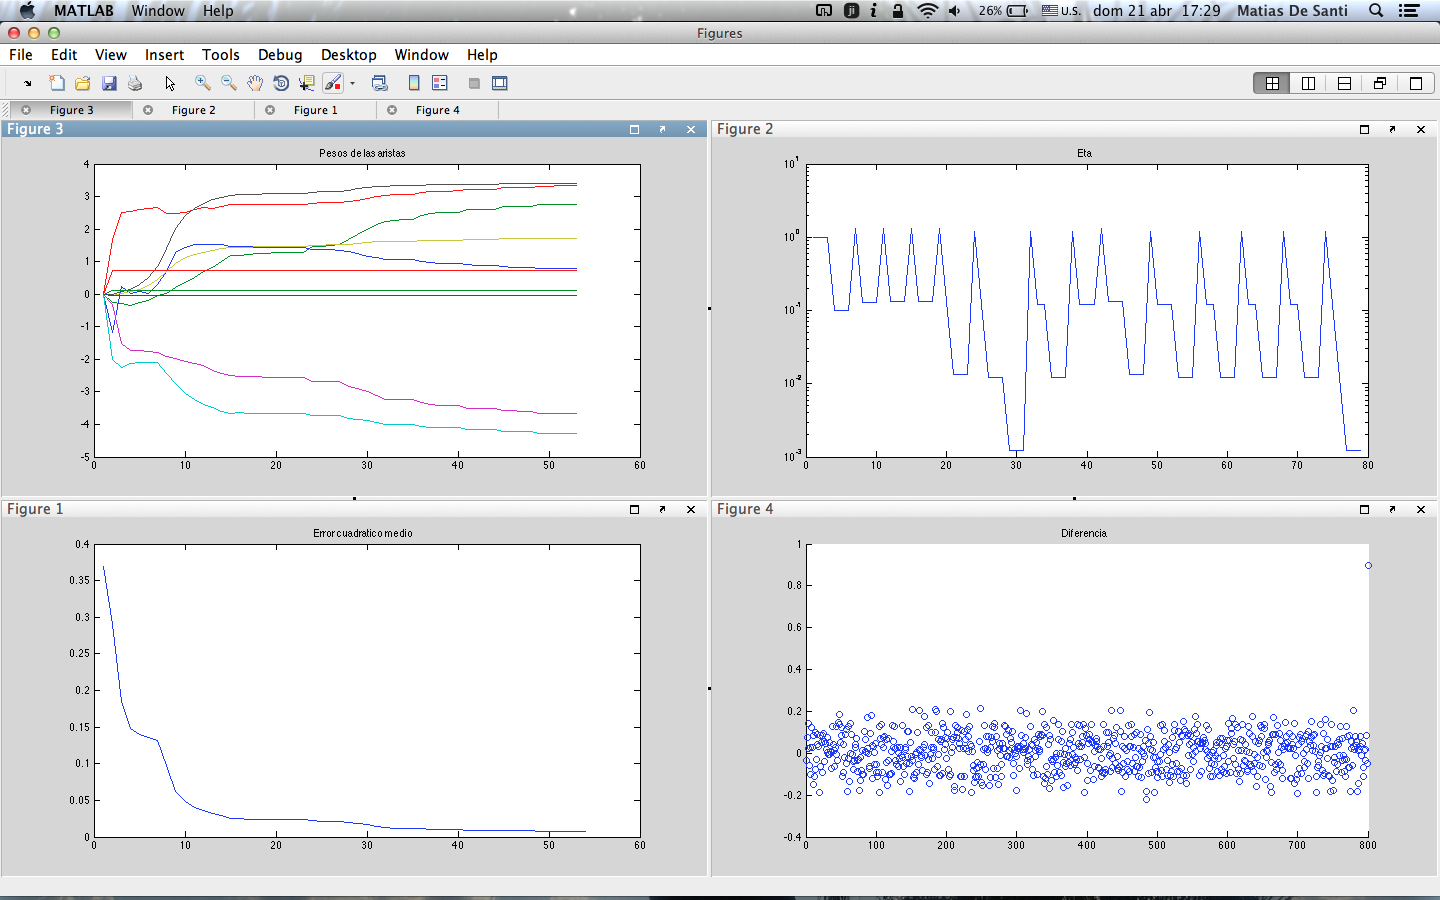 MATLAB Window Help 26% U.S. dom 21 abr 17:29 Matias De Santi
Figures
File Edit View Insert Tools Debug Desktop Window Help
Figure 3 Figure 2 Figure 1 Figure 4
Figure 3
Pesos de las aristas
4
3
2
1
0
-1
-2
-3
-4
-5
0 10 20 30 40 50 60
Figure 2
Eta
10^1
10^0
10^-1
10^-2
10^-3
0 10 20 30 40 50 60 70 80
Figure 1
Error cuadratico medio
0.4
0.35
0.3
0.25
0.2
0.15
0.1
0.05
0
0 10 20 30 40 50 60
Figure 4
Diferencia
1
0.8
0.6
0.4
0.2
0
-0.2
-0.4
0 100 200 300 400 500 600 700 800